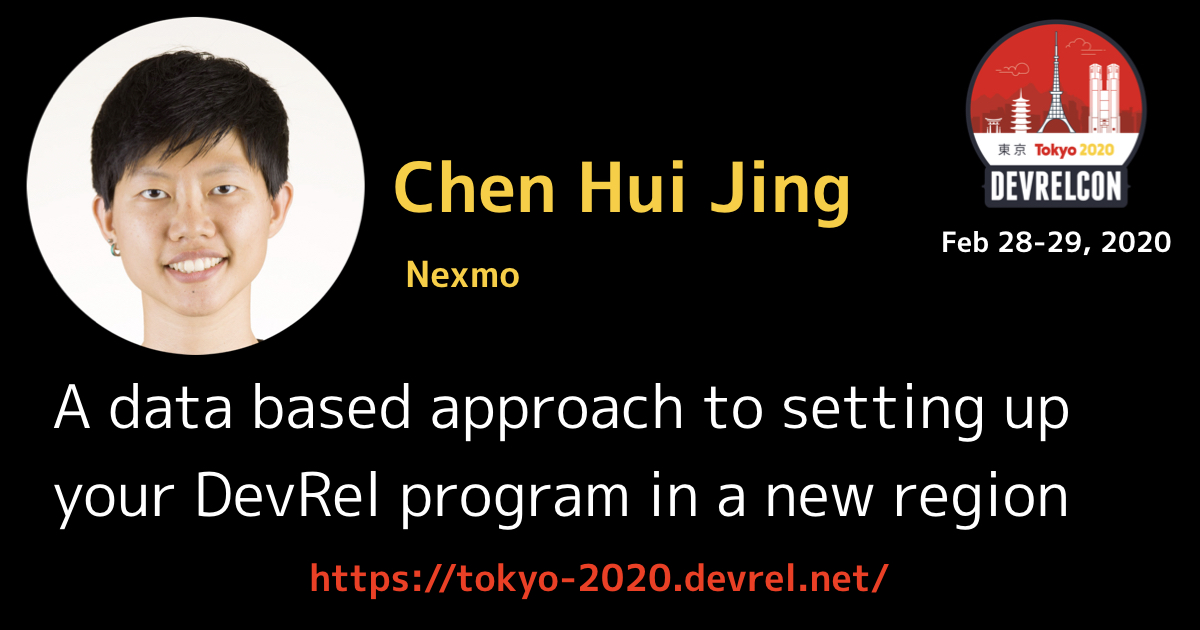 Chen Hui Jing
Nexmo
東京 Tokyo 2020
DEVRELCON
Feb 28-29, 2020
A data based approach to setting up
your DevRel program in a new region
https://tokyo-2020.devrel.net/